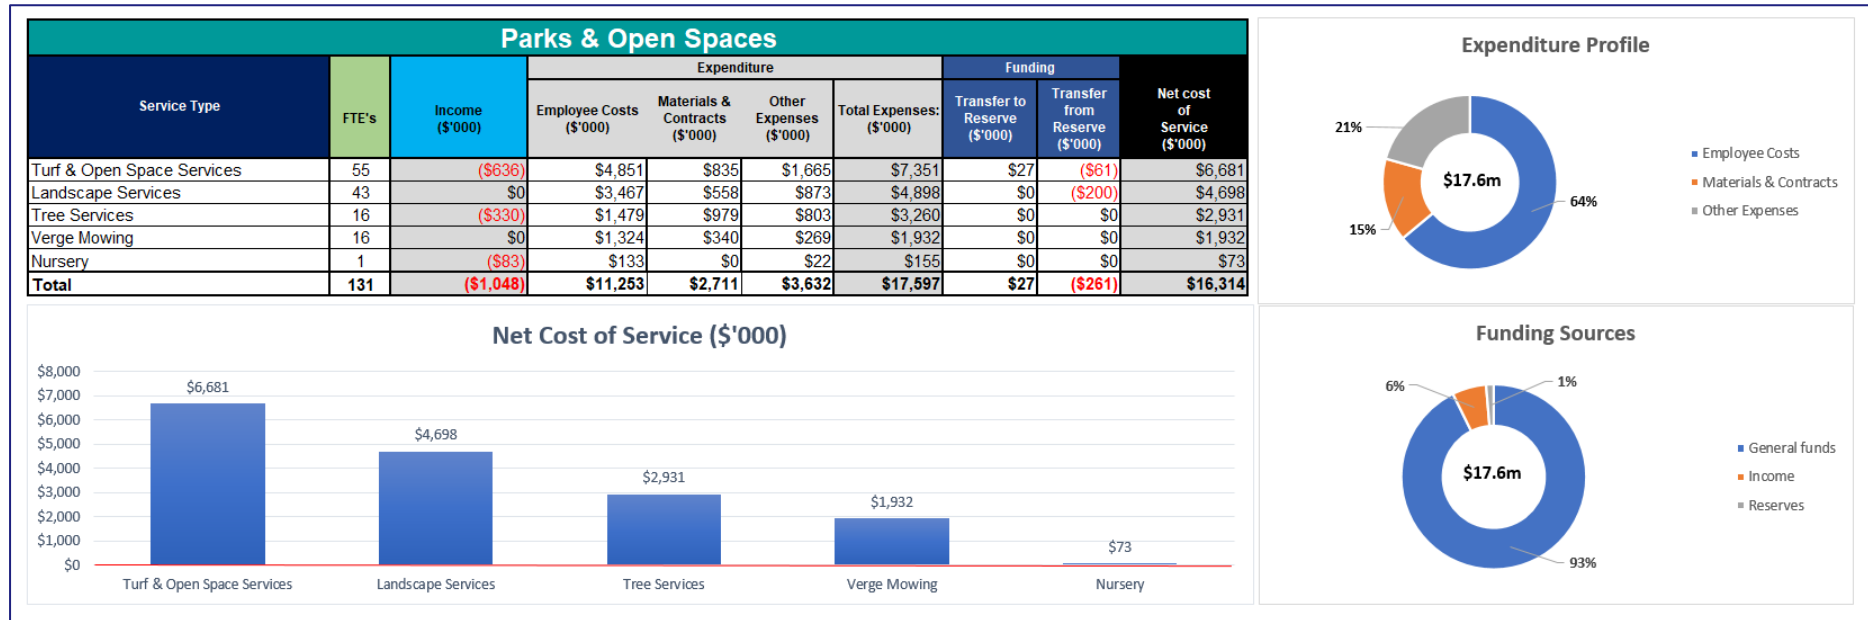 Parks & Open Spaces
Service Type
FTE's
Income
($'000)
Expenditure
Employee Costs
($'000)
Materials &
Contracts
($'000)
Other
Expenses
($'000)
Total Expenses:
($'000)
Funding
Transfer to
Reserve
($'000)
Transfer
from
Reserve
($'000)
Net cost
of
Service
($'000)
Turf & Open Space Services 55 ($636) $4,851 $835 $1,665 $7,351 $27 ($61) $6,681
Landscape Services 43 $0 $3,467 $558 $873 $4,898 $0 ($200) $4,698
Tree Services 16 ($330) $1,479 $979 $803 $3,260 $0 $0 $2,931
Verge Mowing 16 $0 $1,324 $340 $269 $1,932 $0 $0 $1,932
Nursery 1 ($83) $133 $0 $22 $155 $0 $0 $73
Total 131 ($1,048) $11,253 $2,711 $3,632 $17,597 $27 ($261) $16,314
Expenditure Profile
21%
$17.6m
64%
15%
Employee Costs
Materials & Contracts
Other Expenses
Net Cost of Service ($'000)
$8,000
$7,000
$6,000
$5,000
$4,000
$3,000
$2,000
$1,000
$0
$6,681
$4,698
$2,931
$1,932
$73
Turf & Open Space Services
Landscape Services
Tree Services
Verge Mowing
Nursery
Funding Sources
6%
1%
$17.6m
93%
General funds
Income
Reserves